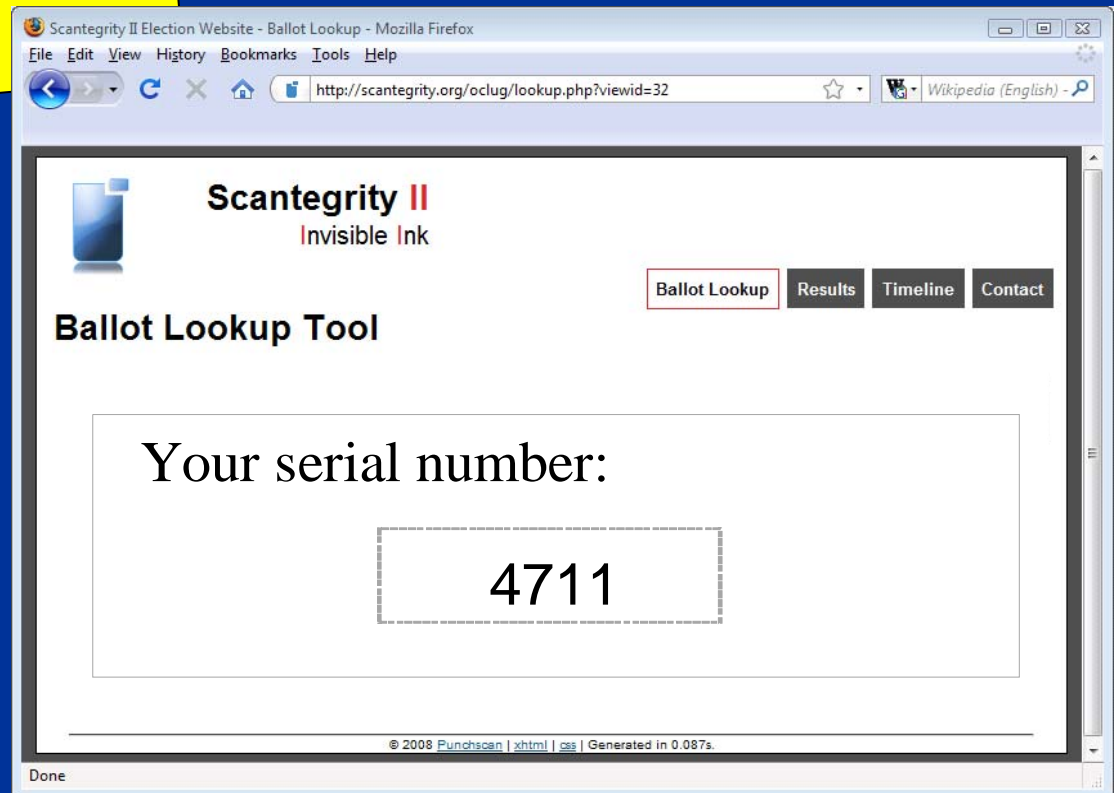 Scantegrity II Election Website - Ballot Lookup - Mozilla Firefox
File Edit View History Bookmarks Tools Help
http://scantegrity.org/oclug/lookup.php?viewid=32
Wikipedia (English) -
Scantegrity II
Invisible Ink
Ballot Lookup Results Timeline Contact
Ballot Lookup Tool
Your serial number:
4711
© 2008 Punchscan | xhtml | css | Generated in 0.087s.
Done